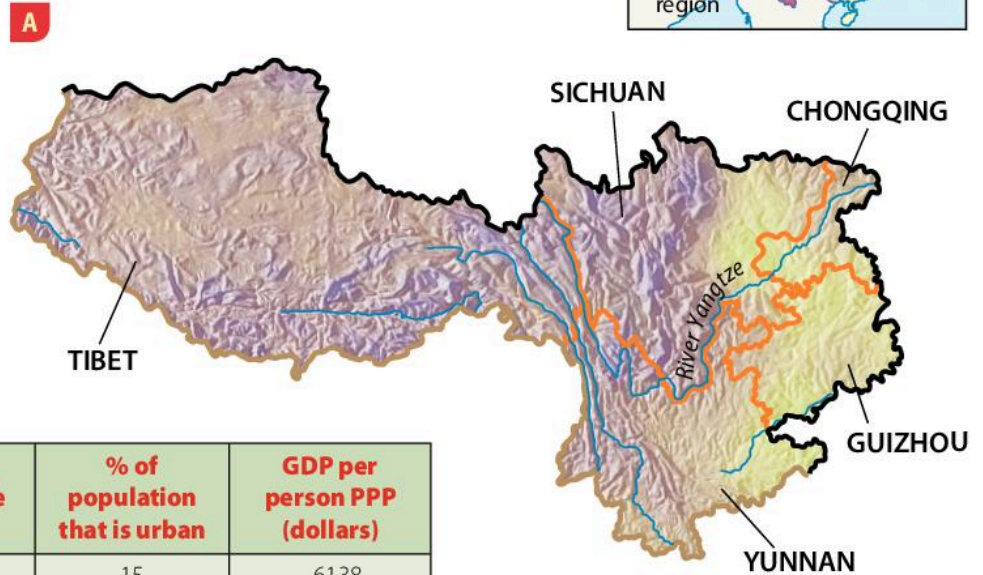 region
A
SICHUAN
CHONGQING
River Yangtze
TIBET
GUIZHOU
YUNNAN
e
% of
population
that is urban
GDP per
person PPP
(dollars)
15
6138